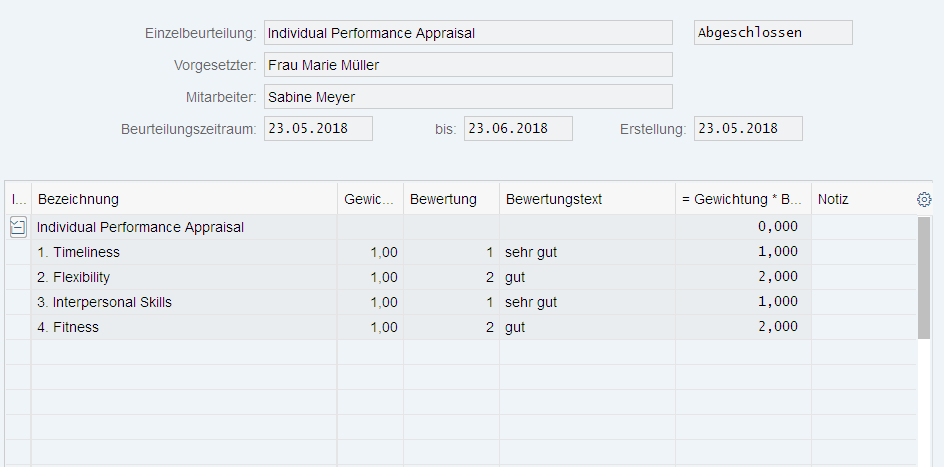 Einzelbeurteilung: Individual Performance Appraisal Abgeschlossen
Vorgesetzter: Frau Marie Müller
Mitarbeiter: Sabine Meyer
Beurteilungszeitraum: 23.05.2018 bis: 23.06.2018 Erstellung: 23.05.2018
I... Bezeichnung Gewic... Bewertung Bewertungstext = Gewichtung * B... Notiz
Individual Performance Appraisal 0,000
1. Timeliness 1,00 1 sehr gut 1,000
2. Flexibility 1,00 2 gut 2,000
3. Interpersonal Skills 1,00 1 sehr gut 1,000
4. Fitness 1,00 2 gut 2,000